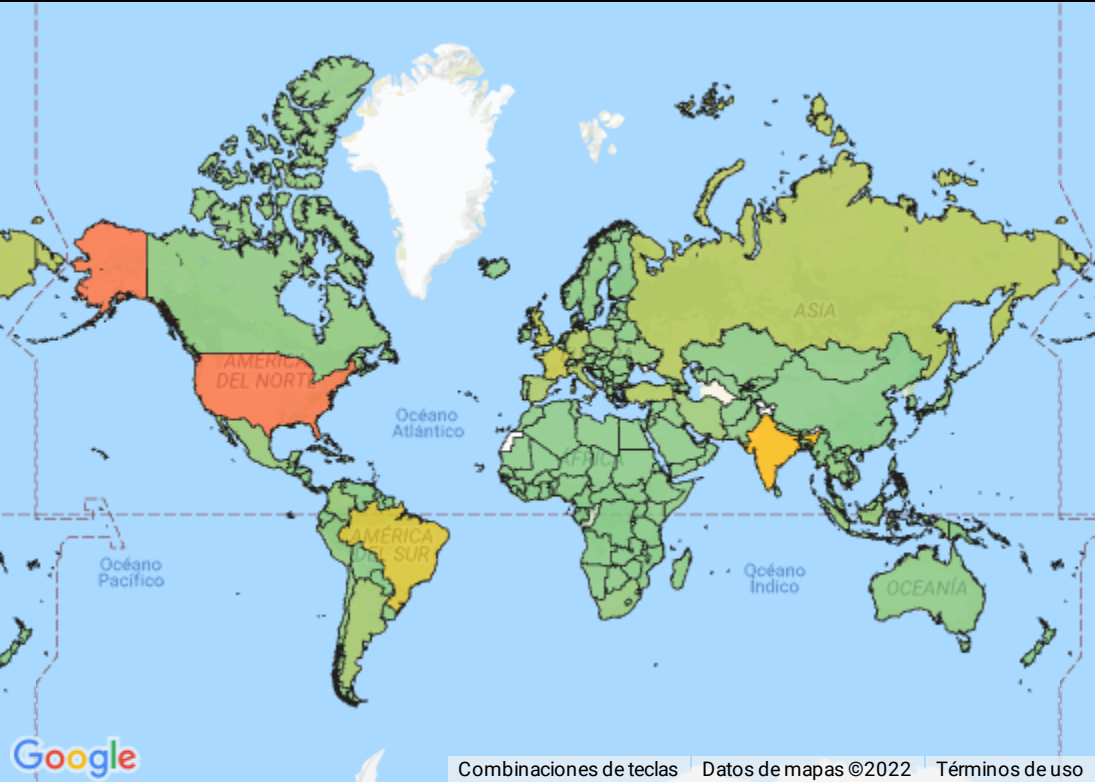 ASIA
AMÉRICA
DEL NORTE
Océano
Atlántico
ÁFRICA
AMÉRICA
DEL SUR
Océano
Pacífico
Océano
Índico
OCEANÍA
Google
Combinaciones de teclas
Datos de mapas ©2022
Términos de uso